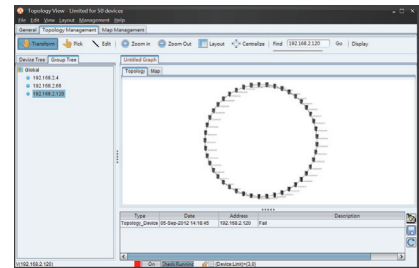 Topology View - Limited for 50 devices
File Edit View Layout Management Help
General Topology Management Map Management
Transform Pick Edit Zoom in Zoom Out Layout Centralize Find 192.168.2.120 Go Display
Device Tree Group Tree
Untitled Graph
Global
Topology Map
192.168.2.4
192.168.2.66
192.168.2.120
Type Date Address Description
Topology_Device 05-Sep-2012 14:18:45 192.168.2.120 Fail
V(192.168.2.120) On Check Running (Device:Limit)=(3:0)